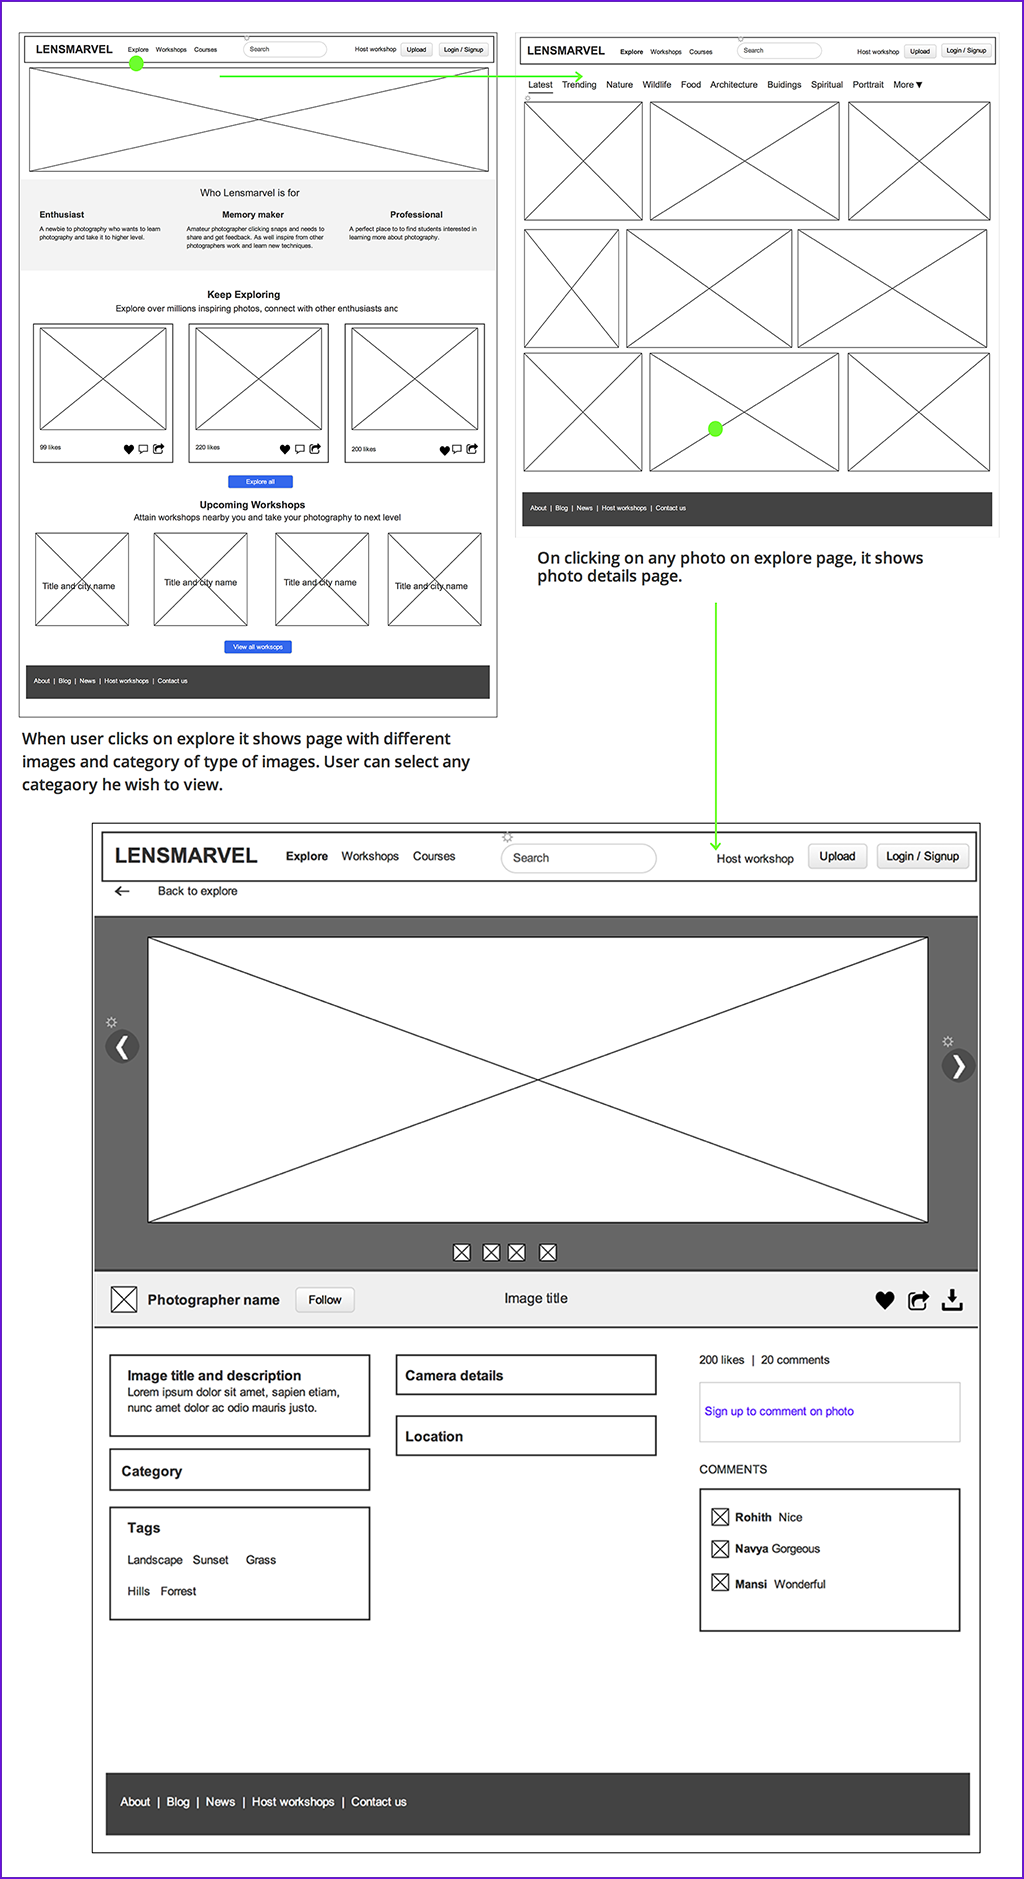 LENSMARVEL Explore Workshops Courses Search Host workshop Upload Login / Signup
Who Lensmarvel is for
Enthusiast
A newbie to photography who wants to learn
photography and take it to higher level.
Memory maker
Amateur photographer clicking snaps and needs to
share and get feedback. As well inspire from other
photographers work and learn new techniques.
Professional
A perfect place to to find students interested in
learning more about photography.
Keep Exploring
Explore over millions inspiring photos, connect with other enthusiasts anc
99 likes
220 likes
200 likes
Explore all
Upcoming Workshops
Attain workshops nearby you and take your photography to next level
Title and city name
Title and city name
Title and city name
Title and city name
View all worksops
About | Blog | News | Host workshops | Contact us
When user clicks on explore it shows page with different
images and category of type of images. User can select any
categaory he wish to view.
LENSMARVEL Explore Workshops Courses Search Host workshop Upload Login / Signup
Latest Trending Nature Wildlife Food Architecture Buidings Spiritual Porttrait More ▼
About | Blog | News | Host workshops | Contact us
On clicking on any photo on explore page, it shows
photo details page.
LENSMARVEL Explore Workshops Courses Search Host workshop Upload Login / Signup
← Back to explore
Photographer name Follow Image title
Image title and description
Lorem ipsum dolor sit amet, sapien etiam,
nunc amet dolor ac odio mauris justo.
Category
Tags
Landscape Sunset Grass
Hills Forrest
Camera details
Location
200 likes | 20 comments
Sign up to comment on photo
COMMENTS
Rohith Nice
Navya Gorgeous
Mansi Wonderful
About | Blog | News | Host workshops | Contact us